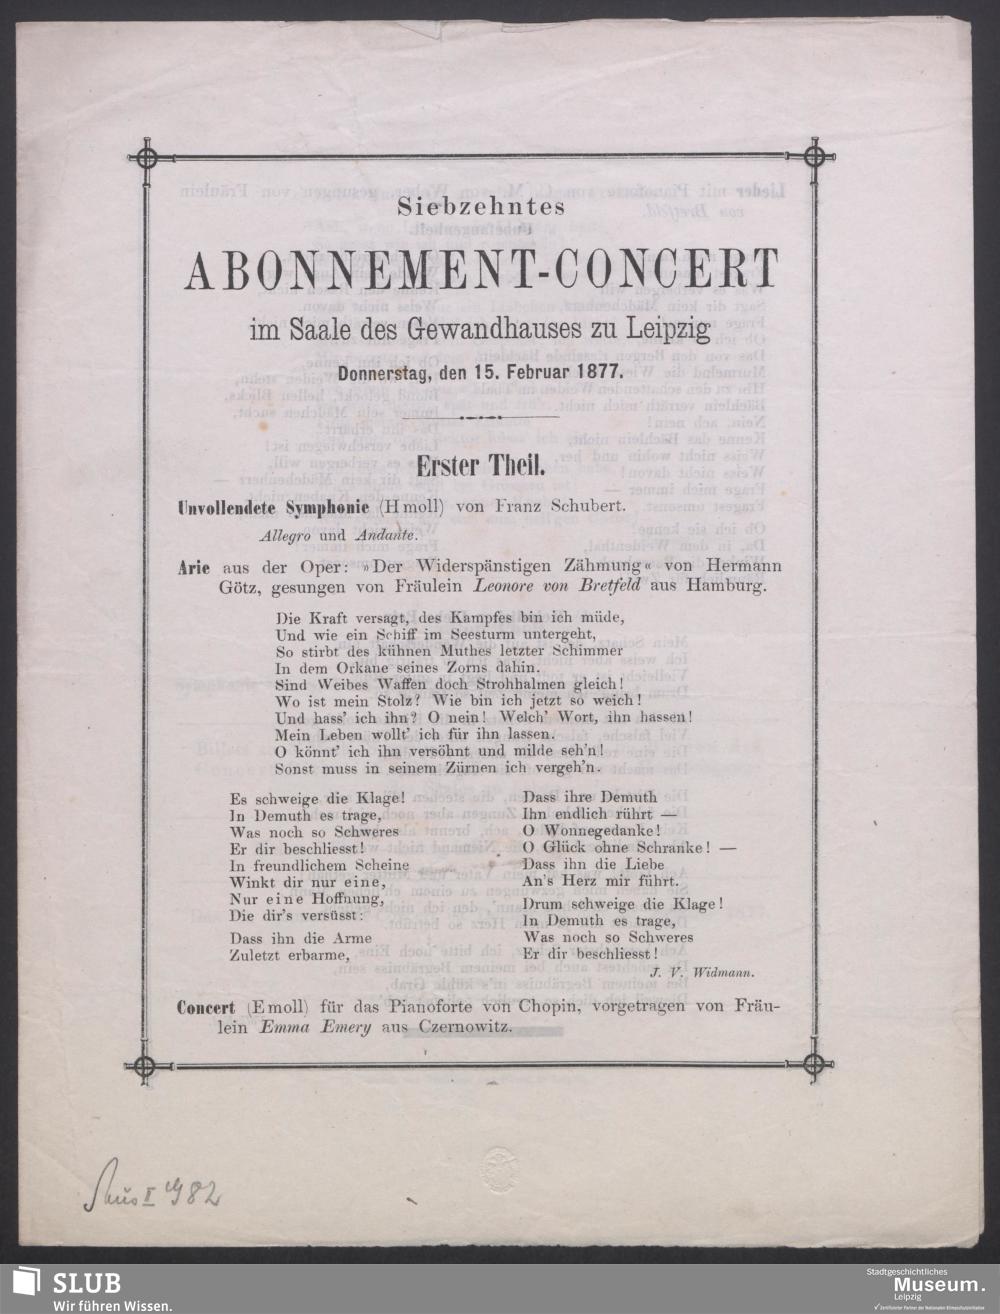 Siebzehntes
ABONNEMENT-CONCERT
im Saale des Gewandhauses zu Leipzig
Donnerstag, den 15. Februar 1877.
Erster Theil.
Unvollendete Symphonie (H moll) von Franz Schubert.
Allegro und Andante.
Arie aus der Oper: »Der Widerspänstigen Zähmung« von Hermann
Götz, gesungen von Fräulein Leonore von Bretfeld aus Hamburg.
Die Kraft versagt, des Kampfes bin ich müde,
Und wie ein Schiff im Seesturm untergeht,
So stirbt des kühnen Muthes letzter Schimmer
In dem Orkane seines Zorns dahin.
Sind Weibes Waffen doch Strohhalmen gleich!
Wo ist mein Stolz? Wie bin ich jetzt so weich!
Und hass' ich ihn? O nein! Welch' Wort, ihn hassen!
Mein Leben wollt' ich für ihn lassen.
O könnt' ich ihn versöhnt und milde seh'n!
Sonst muss in seinem Zürnen ich vergeh'n.
Es schweige die Klage!
In Demuth es trage,
Was noch so Schweres
Er dir beschliesst!
In freundlichem Scheine
Winkt dir nur eine,
Nur eine Hoffnung,
Die dir's versüsst:
Dass ihn die Arme
Zuletzt erbarme,
Dass ihre Demuth
Ihn endlich rührt —
O Wonnegedanke!
O Glück ohne Schranke! —
Dass ihn die Liebe
An's Herz mir führt.
Drum schweige die Klage!
In Demuth es trage,
Was noch so Schweres
Er dir beschliesst!
J. V. Widmann.
Concert (E moll) für das Pianoforte von Chopin, vorgetragen von Fräu-
lein Emma Emery aus Czernowitz.
Mus II 982
SLUB
Wir führen Wissen.
Stadtgeschichtliches
Museum.
Leipzig
Zertifizierter Partner der Nationalen Klimaschutzinitiative